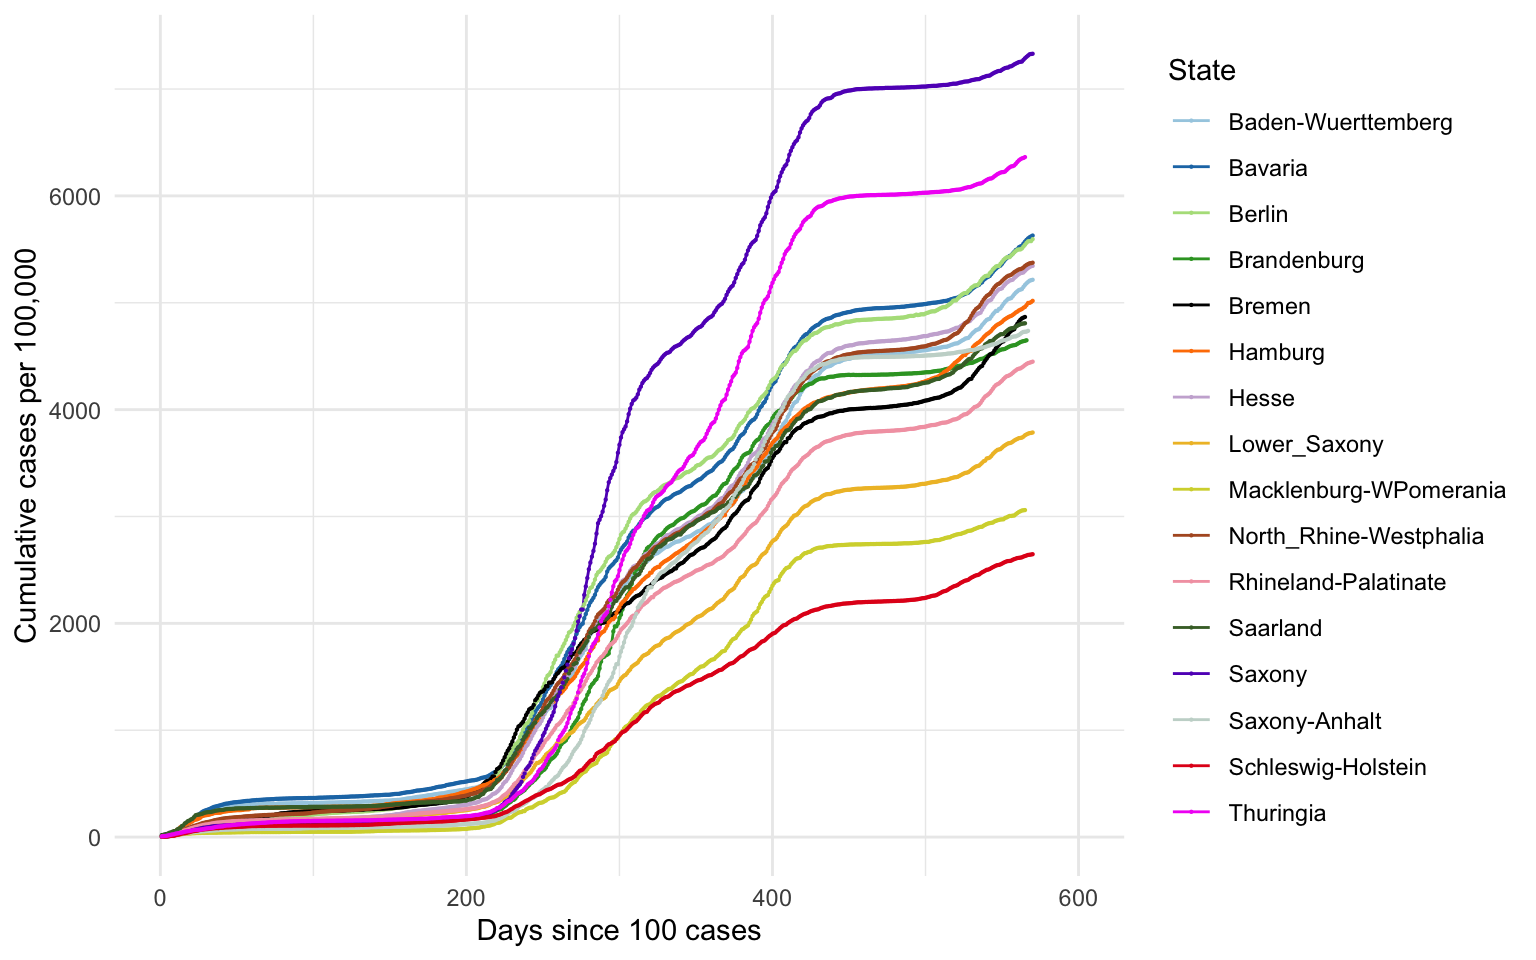 Cumulative cases per 100,000
6000
4000
2000
0
0
200
400
600
Days since 100 cases
State
Baden-Wuerttemberg
Bavaria
Berlin
Brandenburg
Bremen
Hamburg
Hesse
Lower_Saxony
Macklenburg-WPomerania
North_Rhine-Westphalia
Rhineland-Palatinate
Saarland
Saxony
Saxony-Anhalt
Schleswig-Holstein
Thuringia